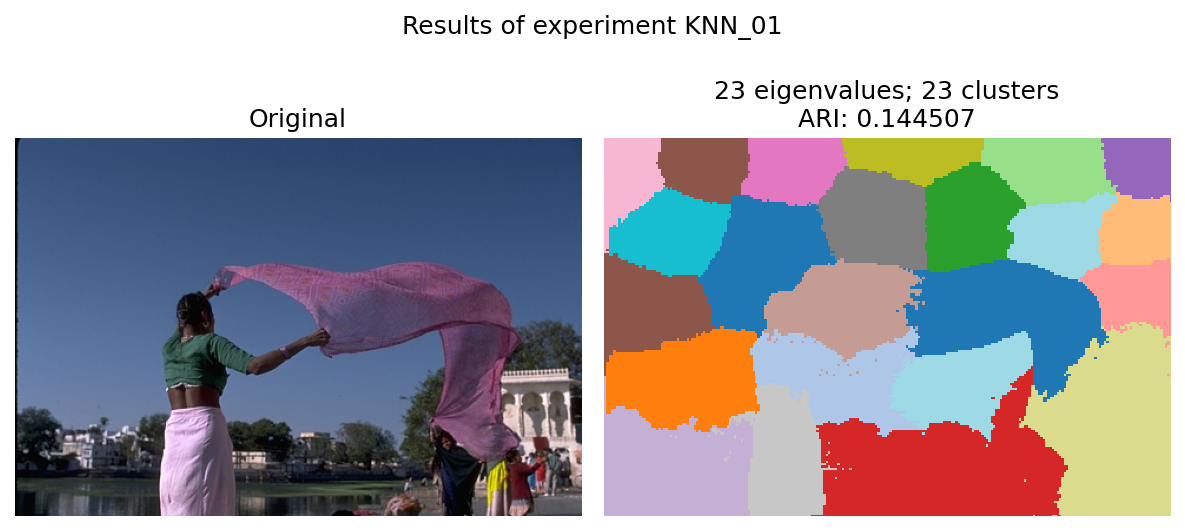 Results of experiment KNN_01
Original
23 eigenvalues; 23 clusters
ARI: 0.144507